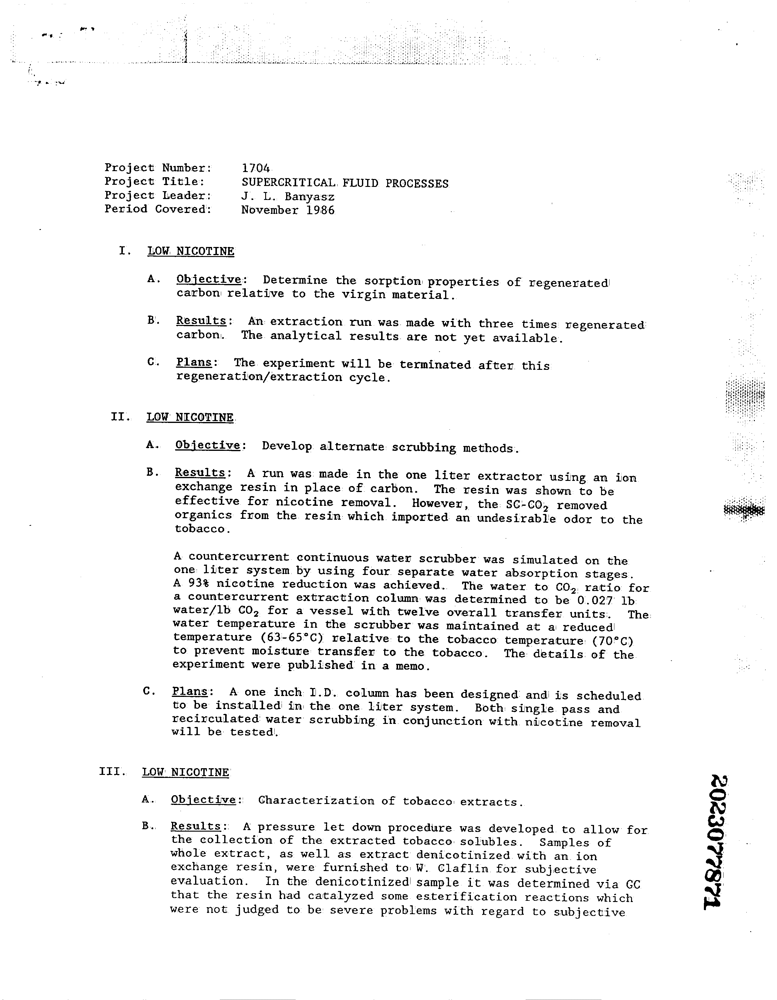 Project Number: 1704
Project Title: SUPERCRITICAL FLUID PROCESSES
Project Leader: J. L. Banyasz
Period Covered: November 1986
I. LOW NICOTINE
A. Objective: Determine the sorption properties of regenerated
carbon relative to the virgin material.
B. Results: An extraction run was made with three times regenerated
carbon. The analytical results are not yet available.
C. Plans: The experiment will be terminated after this
regeneration/extraction cycle.
II. LOW NICOTINE
A. Objective: Develop alternate scrubbing methods.
B. Results: A run was made in the one liter extractor using an ion
exchange resin in place of carbon. The resin was shown to be
effective for nicotine removal. However, the SC-CO₂ removed
organics from the resin which imported an undesirable odor to the
tobacco.
A countercurrent continuous water scrubber was simulated on the
one liter system by using four separate water absorption stages.
A 93% nicotine reduction was achieved. The water to CO₂ ratio for
a countercurrent extraction column was determined to be 0.027 lb
water/lb CO₂ for a vessel with twelve overall transfer units. The
water temperature in the scrubber was maintained at a reduced
temperature (63-65°C) relative to the tobacco temperature (70°C)
to prevent moisture transfer to the tobacco. The details of the
experiment were published in a memo.
C. Plans: A one inch I.D. column has been designed and is scheduled
to be installed in the one liter system. Both single pass and
recirculated water scrubbing in conjunction with nicotine removal
will be tested.
III. LOW NICOTINE
A. Objective: Characterization of tobacco extracts.
B. Results: A pressure let down procedure was developed to allow for
the collection of the extracted tobacco solubles. Samples of
whole extract, as well as extract denicotinized with an ion
exchange resin, were furnished to W. Claflin for subjective
evaluation. In the denicotinized sample it was determined via GC
that the resin had catalyzed some esterification reactions which
were not judged to be severe problems with regard to subjective
2023077871